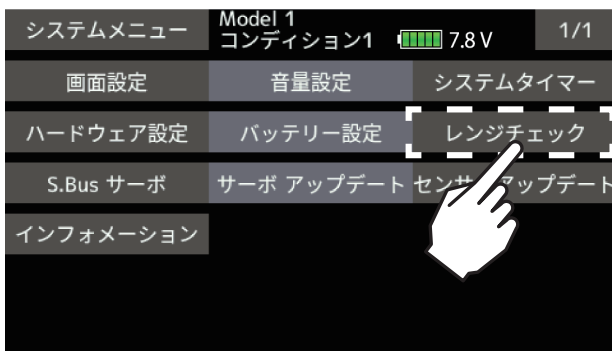 システムメニュー
Model 1
コンディション1
7.8 V
1/1
画面設定
音量設定
システムタイマー
ハードウェア設定
バッテリー設定
レンジチェック
S.Bus サーボ
サーボ アップデート
センサーアップデート
インフォメーション